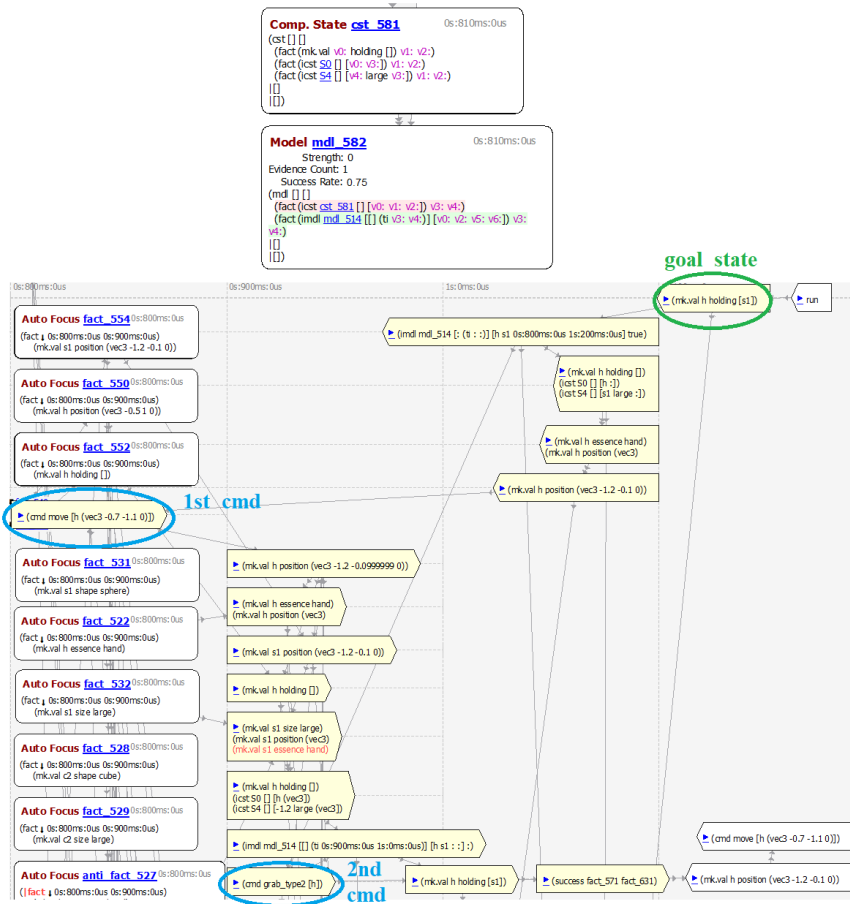 Comp. State cst_581 0s:810ms:0us
(cst [] []
(fact (mk.val v0: holding []) v1: v2:)
(fact (icst S0 [] [v0: v3:]) v1: v2:)
(fact (icst S4 [] [v4: large v3:]) v1: v2:)
|[]
|[])
Model mdl_582 0s:810ms:0us
Strength: 0
Evidence Count: 1
Success Rate: 0.75
(mdl [] []
(fact (icst cst_581 [] [v0: v1: v2:]) v3: v4:)
(fact (imdl mdl_514 [[] (ti v3: v4:)] [v0: v2: v5: v6:]) v3:
v4:)
|[]
|[])
goal state
0s:800ms:0us 0s:900ms:0us 1s:0ms:0us
(mk.val h holding [s1])
run
Auto Focus fact_554 0s:800ms:0us
(fact ↓ 0s:800ms:0us 0s:900ms:0us)
(mk.val s1 position (vec3 -1.2 -0.1 0))
(imdl mdl_514 [: (ti : :)] [h s1 0s:800ms:0us 1s:200ms:0us] true)
Auto Focus fact_550 0s:800ms:0us
(fact ↓ 0s:800ms:0us 0s:900ms:0us)
(mk.val h position (vec3 -0.5 1 0))
(mk.val h holding [])
(icst S0 [] [h :])
(icst S4 [] [s1 large :])
Auto Focus fact_552 0s:800ms:0us
(fact ↓ 0s:800ms:0us 0s:900ms:0us)
(mk.val h holding [])
(mk.val h essence hand)
(mk.val h position (vec3)
(mk.val h position (vec3 -1.2 -0.1 0))
1st cmd
(cmd move [h (vec3 -0.7 -1.1 0)])
Auto Focus fact_531 0s:800ms:0us
(fact ↓ 0s:800ms:0us 0s:900ms:0us)
(mk.val s1 shape sphere)
(mk.val h position (vec3 -1.2 -0.0999999 0))
Auto Focus fact_522 0s:800ms:0us
(fact ↓ 0s:800ms:0us 0s:900ms:0us)
(mk.val h essence hand)
(mk.val h essence hand)
(mk.val h position (vec3)
(mk.val s1 position (vec3 -1.2 -0.1 0))
Auto Focus fact_532 0s:800ms:0us
(fact ↓ 0s:800ms:0us 0s:900ms:0us)
(mk.val s1 size large)
(mk.val h holding [])
(mk.val s1 size large)
(mk.val s1 position (vec3)
(mk.val s1 essence hand)
Auto Focus fact_528 0s:800ms:0us
(fact ↓ 0s:800ms:0us 0s:900ms:0us)
(mk.val c2 shape cube)
(mk.val h holding [])
(icst S0 [] [h (vec3])
(icst S4 [] [-1.2 large (vec3])
Auto Focus fact_529 0s:800ms:0us
(fact ↓ 0s:800ms:0us 0s:900ms:0us)
(mk.val c2 size large)
(imdl mdl_514 [[] (ti 0s:900ms:0us 1s:0ms:0us)] [h s1 : :] :)
(cmd move [h (vec3 -0.7 -1.1 0)])
Auto Focus anti_fact_527 0s:800ms:0us
(|fact ↓ 0s:800ms:0us 0s:900ms:0us)
(cmd grab_type2 [h])
2nd
cmd
(mk.val h holding [s1])
(success fact_571 fact_631)
(mk.val h position (vec3 -1.2 -0.1 0))